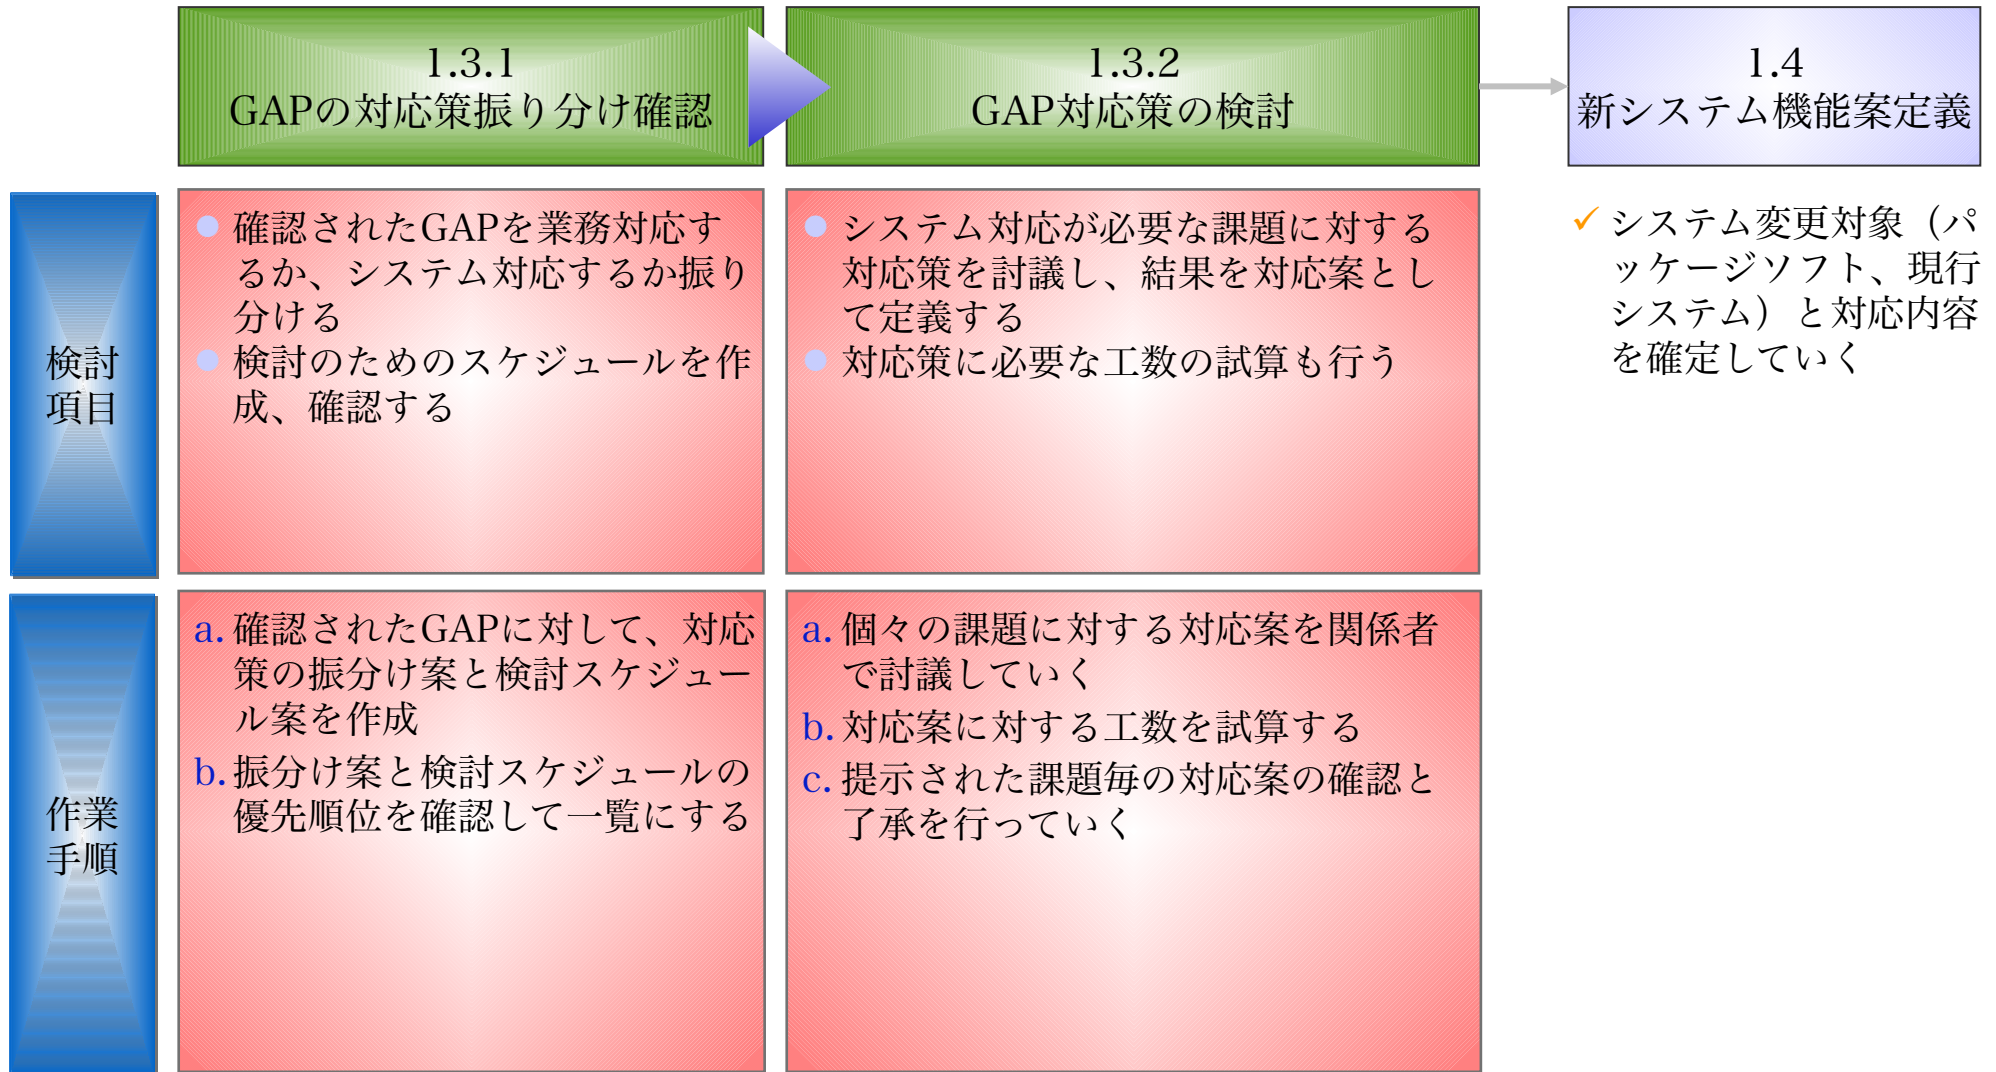 1.3.1
GAPの対応策振り分け確認
1.3.2
GAP対応策の検討
1.4
新システム機能案定義
検討
項目
確認されたGAPを業務対応す
るか、システム対応するか振り
分ける
検討のためのスケジュールを作
成、確認する
システム対応が必要な課題に対する
対応策を討議し、結果を対応案とし
て定義する
対応策に必要な工数の試算も行う
✓ システム変更対象（パ
ッケージソフト、現行
システム）と対応内容
を確定していく
作業
手順
a. 確認されたGAPに対して、対応
策の振分け案と検討スケジュー
ル案を作成
b. 振分け案と検討スケジュールの
優先順位を確認して一覧にする
a. 個々の課題に対する対応案を関係者
で討議していく
b. 対応案に対する工数を試算する
c. 提示された課題毎の対応案の確認と
了承を行っていく